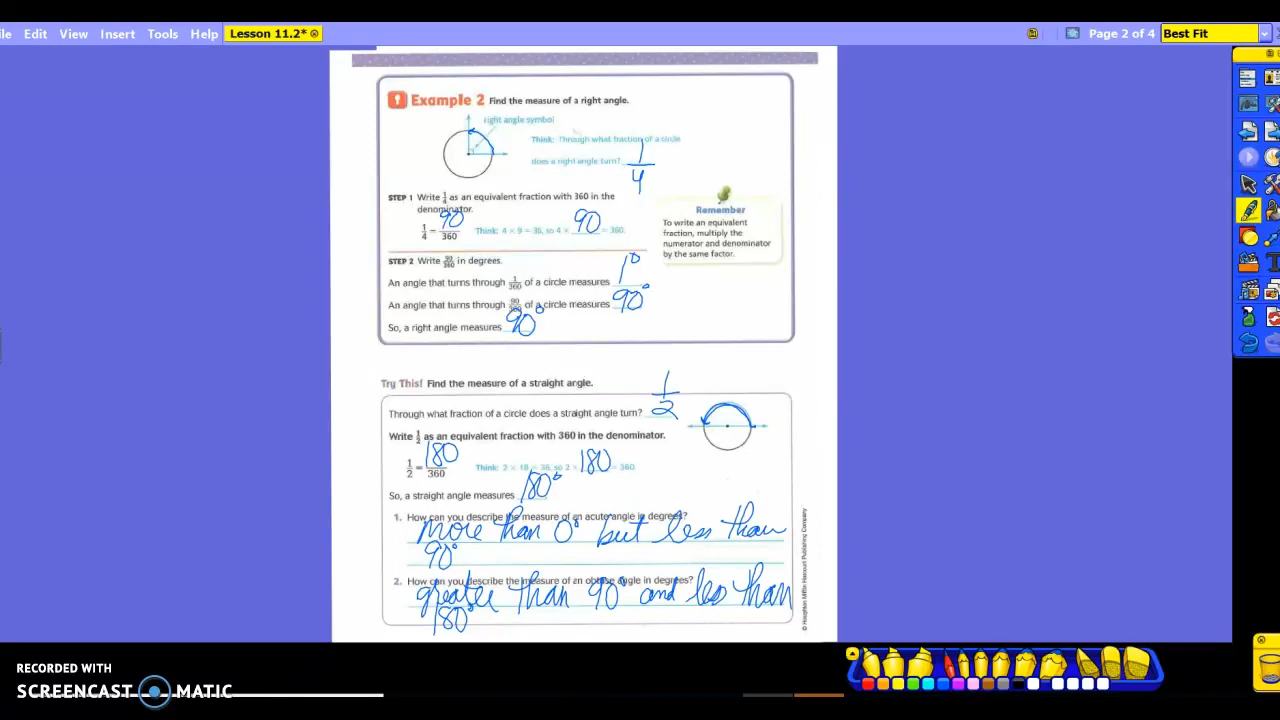 File Edit View Insert Tools Help Lesson 11.2* Page 2 of 4 Best Fit
Example 2 Find the measure of a right angle.
right angle symbol
Think: Through what fraction of a circle
does a right angle turn? 1/4
STEP 1 Write 1/4 as an equivalent fraction with 360 in the
denominator.
1/4 = 90/360 Think: 4 × 9 = 36, so 4 × 90 = 360.
Remember
To write an equivalent
fraction, multiply the
numerator and denominator
by the same factor.
STEP 2 Write 90/360 in degrees.
An angle that turns through 1/360 of a circle measures 1°
An angle that turns through 90/360 of a circle measures 90°
So, a right angle measures 90°
Try This! Find the measure of a straight angle.
Through what fraction of a circle does a straight angle turn? 1/2
Write 1/2 as an equivalent fraction with 360 in the denominator.
1/2 = 180/360 Think: 2 × 18 = 36, so 2 × 180 = 360.
So, a straight angle measures 180°
1. How can you describe the measure of an acute angle in degrees?
more than 0° but less than
90°
2. How can you describe the measure of an obtuse angle in degrees?
greater than 90° and less than
180°
© Houghton Mifflin Harcourt Publishing Company
RECORDED WITH
SCREENCAST MATIC